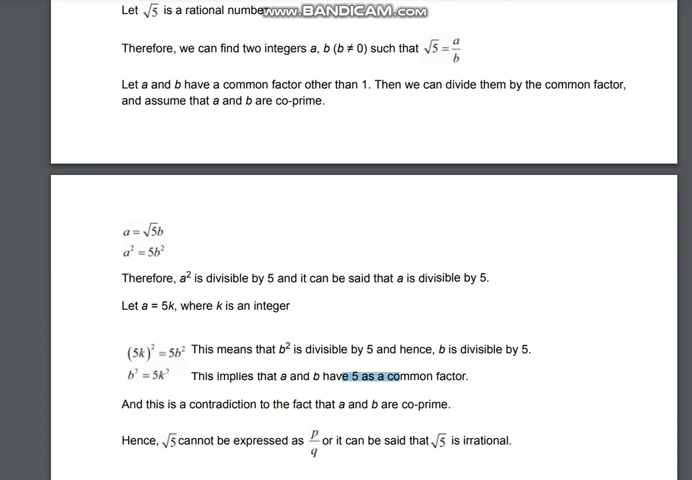 Let √5 is a rational number
www.BANDICAM.com
Therefore, we can find two integers a, b (b ≠ 0) such that √5 = a/b
Let a and b have a common factor other than 1. Then we can divide them by the common factor,
and assume that a and b are co-prime.
a = √5b
a² = 5b²
Therefore, a² is divisible by 5 and it can be said that a is divisible by 5.
Let a = 5k, where k is an integer
(5k)² = 5b² This means that b² is divisible by 5 and hence, b is divisible by 5.
b² = 5k² This implies that a and b have 5 as a common factor.
And this is a contradiction to the fact that a and b are co-prime.
Hence, √5 cannot be expressed as p/q or it can be said that √5 is irrational.